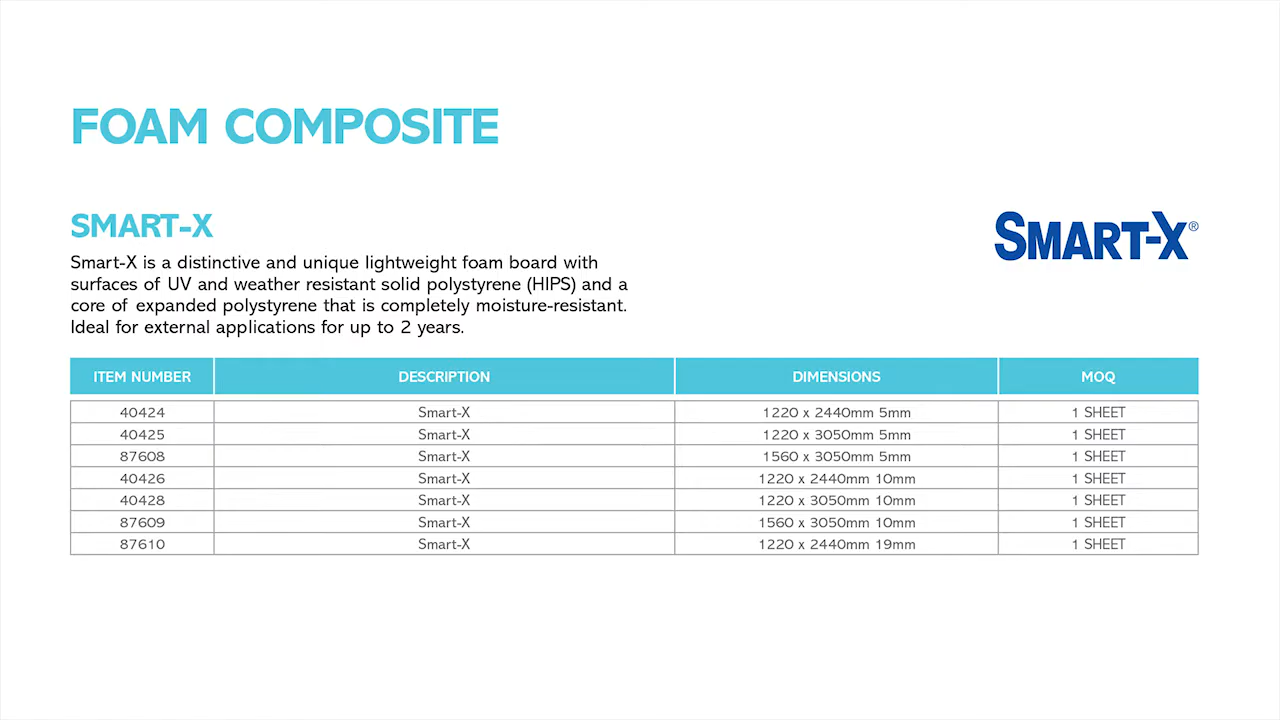 FOAM COMPOSITE
SMART-X
SMART-X®
Smart-X is a distinctive and unique lightweight foam board with
surfaces of UV and weather resistant solid polystyrene (HIPS) and a
core of expanded polystyrene that is completely moisture-resistant.
Ideal for external applications for up to 2 years.
ITEM NUMBER DESCRIPTION DIMENSIONS MOQ
40424 Smart-X 1220 x 2440mm 5mm 1 SHEET
40425 Smart-X 1220 x 3050mm 5mm 1 SHEET
87608 Smart-X 1560 x 3050mm 5mm 1 SHEET
40426 Smart-X 1220 x 2440mm 10mm 1 SHEET
40428 Smart-X 1220 x 3050mm 10mm 1 SHEET
87609 Smart-X 1560 x 3050mm 10mm 1 SHEET
87610 Smart-X 1220 x 2440mm 19mm 1 SHEET